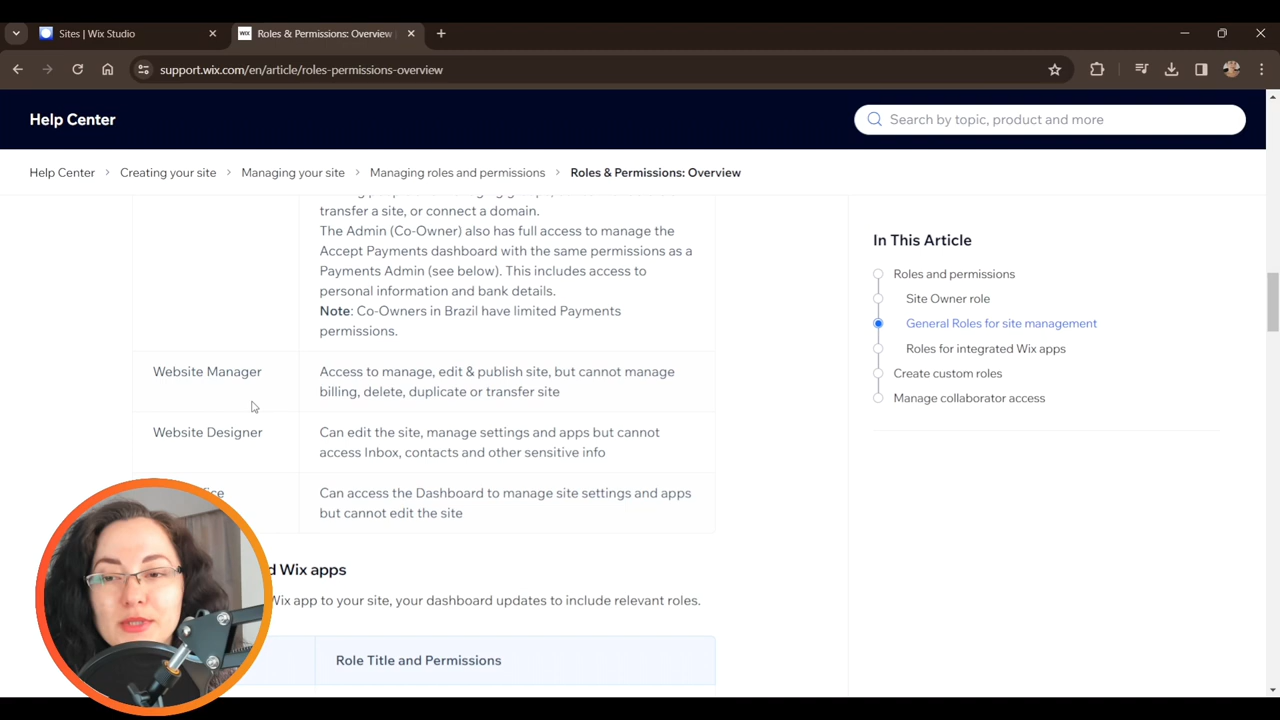 Sites | Wix Studio
WIX
Roles & Permissions: Overview
support.wix.com/en/article/roles-permissions-overview
Help Center
Search by topic, product and more
Help Center > Creating your site > Managing your site > Managing roles and permissions > Roles & Permissions: Overview
transfer a site, or connect a domain.
The Admin (Co-Owner) also has full access to manage the
Accept Payments dashboard with the same permissions as a
Payments Admin (see below). This includes access to
personal information and bank details.
Note: Co-Owners in Brazil have limited Payments
permissions.
Website Manager
Access to manage, edit & publish site, but cannot manage
billing, delete, duplicate or transfer site
Website Designer
Can edit the site, manage settings and apps but cannot
access Inbox, contacts and other sensitive info
Can access the Dashboard to manage site settings and apps
but cannot edit the site
Wix apps
Wix app to your site, your dashboard updates to include relevant roles.
Role Title and Permissions
In This Article
Roles and permissions
Site Owner role
General Roles for site management
Roles for integrated Wix apps
Create custom roles
Manage collaborator access